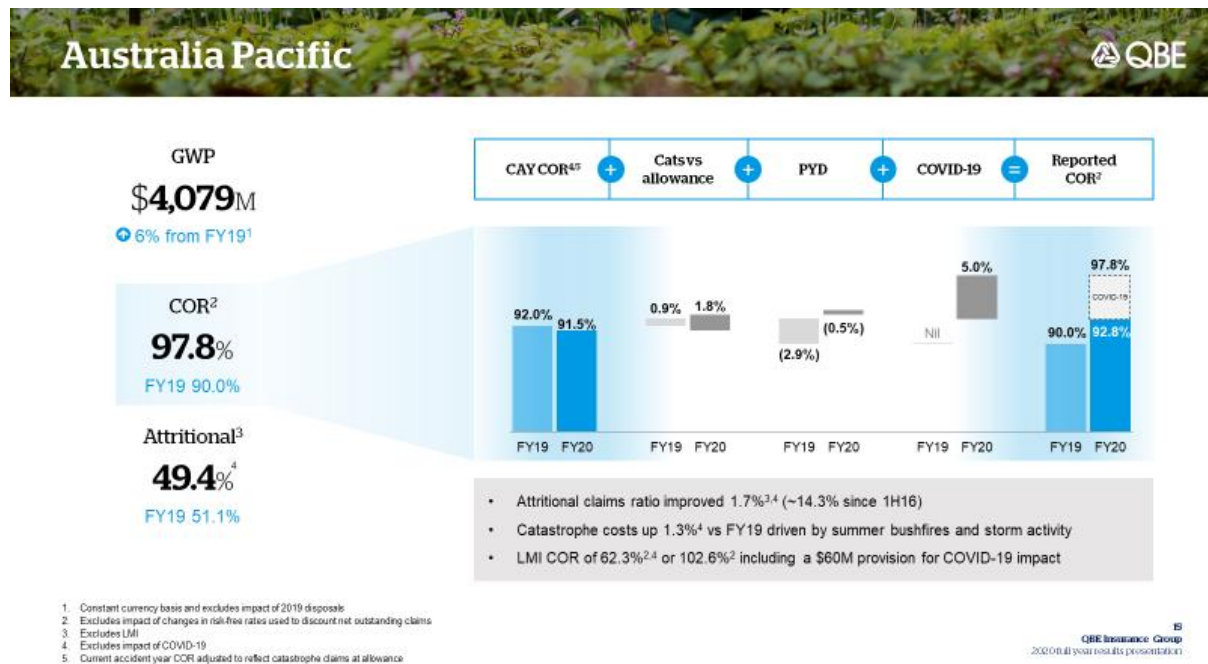 Australia Pacific
QBE
GWP
$4,079M
6% from FY19¹
COR²
97.8%
FY19 90.0%
Attritional³
49.4%⁴
FY19 51.1%
CAY COR⁴˒⁵ + Cats vs allowance + PYD + COVID-19 = Reported COR²
92.0% 91.5%
0.9% 1.8%
(2.9%) (0.5%)
Nil 5.0%
97.8%
COVID-19
90.0% 92.8%
FY19 FY20 FY19 FY20 FY19 FY20 FY19 FY20 FY19 FY20
• Attritional claims ratio improved 1.7%³·⁴ (~14.3% since 1H16)
• Catastrophe costs up 1.3%⁴ vs FY19 driven by summer bushfires and storm activity
• LMI COR of 62.3%²·⁴ or 102.6%² including a $60M provision for COVID-19 impact
1. Constant currency basis and excludes impact of 2019 disposals
2. Excludes impact of changes in risk-free rates used to discount net outstanding claims
3. Excludes LMI
4. Excludes impact of COVID-19
5. Current accident year COR adjusted to reflect catastrophe claims at allowance
15
QBE Insurance Group
2020 full year results presentation